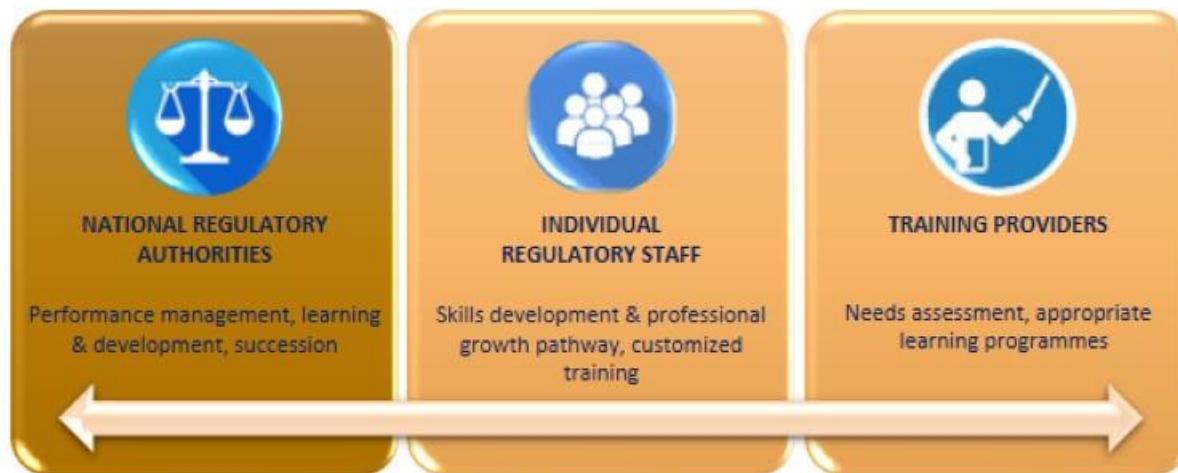 NATIONAL REGULATORY
AUTHORITIES
Performance management, learning
& development, succession
INDIVIDUAL
REGULATORY STAFF
Skills development & professional
growth pathway, customized
training
TRAINING PROVIDERS
Needs assessment, appropriate
learning programmes